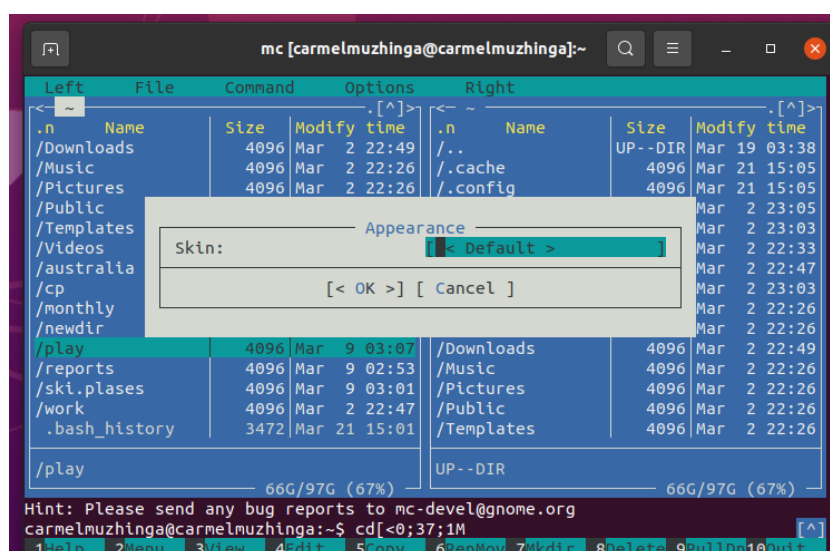 mc [carmelmuzhinga@carmelmuzhinga]:~
Left File Command Options Right
<─ ~ .[^]> <─ ~ .[^]>
.n Name Size Modify time .n Name Size Modify time
/Downloads 4096 Mar 2 22:49 /.. UP--DIR Mar 19 03:38
/Music 4096 Mar 2 22:26 /.cache 4096 Mar 21 15:05
/Pictures 4096 Mar 2 22:26 /.config 4096 Mar 21 15:05
/Public Mar 2 23:05
/Templates Appearance Mar 2 23:03
/Videos Skin: [ < Default > ] Mar 2 22:33
/australia Mar 2 22:47
/cp [< OK >] [ Cancel ] Mar 2 23:03
/monthly Mar 2 22:26
/newdir Mar 2 22:26
/play 4096 Mar 9 03:07 /Downloads 4096 Mar 2 22:49
/reports 4096 Mar 9 02:53 /Music 4096 Mar 2 22:26
/ski.plases 4096 Mar 9 03:01 /Pictures 4096 Mar 2 22:26
/work 4096 Mar 2 22:47 /Public 4096 Mar 2 22:26
.bash_history 3472 Mar 21 15:01 /Templates 4096 Mar 2 22:26
/play UP--DIR
66G/97G (67%) 66G/97G (67%)
Hint: Please send any bug reports to mc-devel@gnome.org
carmelmuzhinga@carmelmuzhinga:~$ cd[<0;37;1M [^]
1Help 2Menu 3View 4Edit 5Copy 6RenMov 7Mkdir 8Delete 9PullDn 10Quit